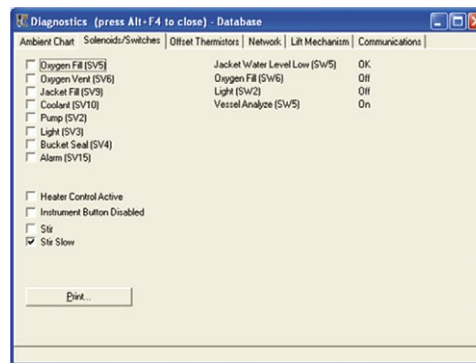 Diagnostics (press Alt+F4 to close) - Database
Ambient Chart Solenoids/Switches Offset Thermistors Network Lift Mechanism Communications
Oxygen Fill (SV5) Jacket Water Level Low (SW5) OK
Oxygen Vent (SV6) Oxygen Fill (SW6) Off
Jacket Fill (SV9) Light (SW2) Off
Coolant (SV10) Vessel Analyze (SW5) On
Pump (SV2)
Light (SV3)
Bucket Seal (SV4)
Alarm (SV15)
Heater Control Active
Instrument Button Disabled
Stir
Stir Slow
Print...